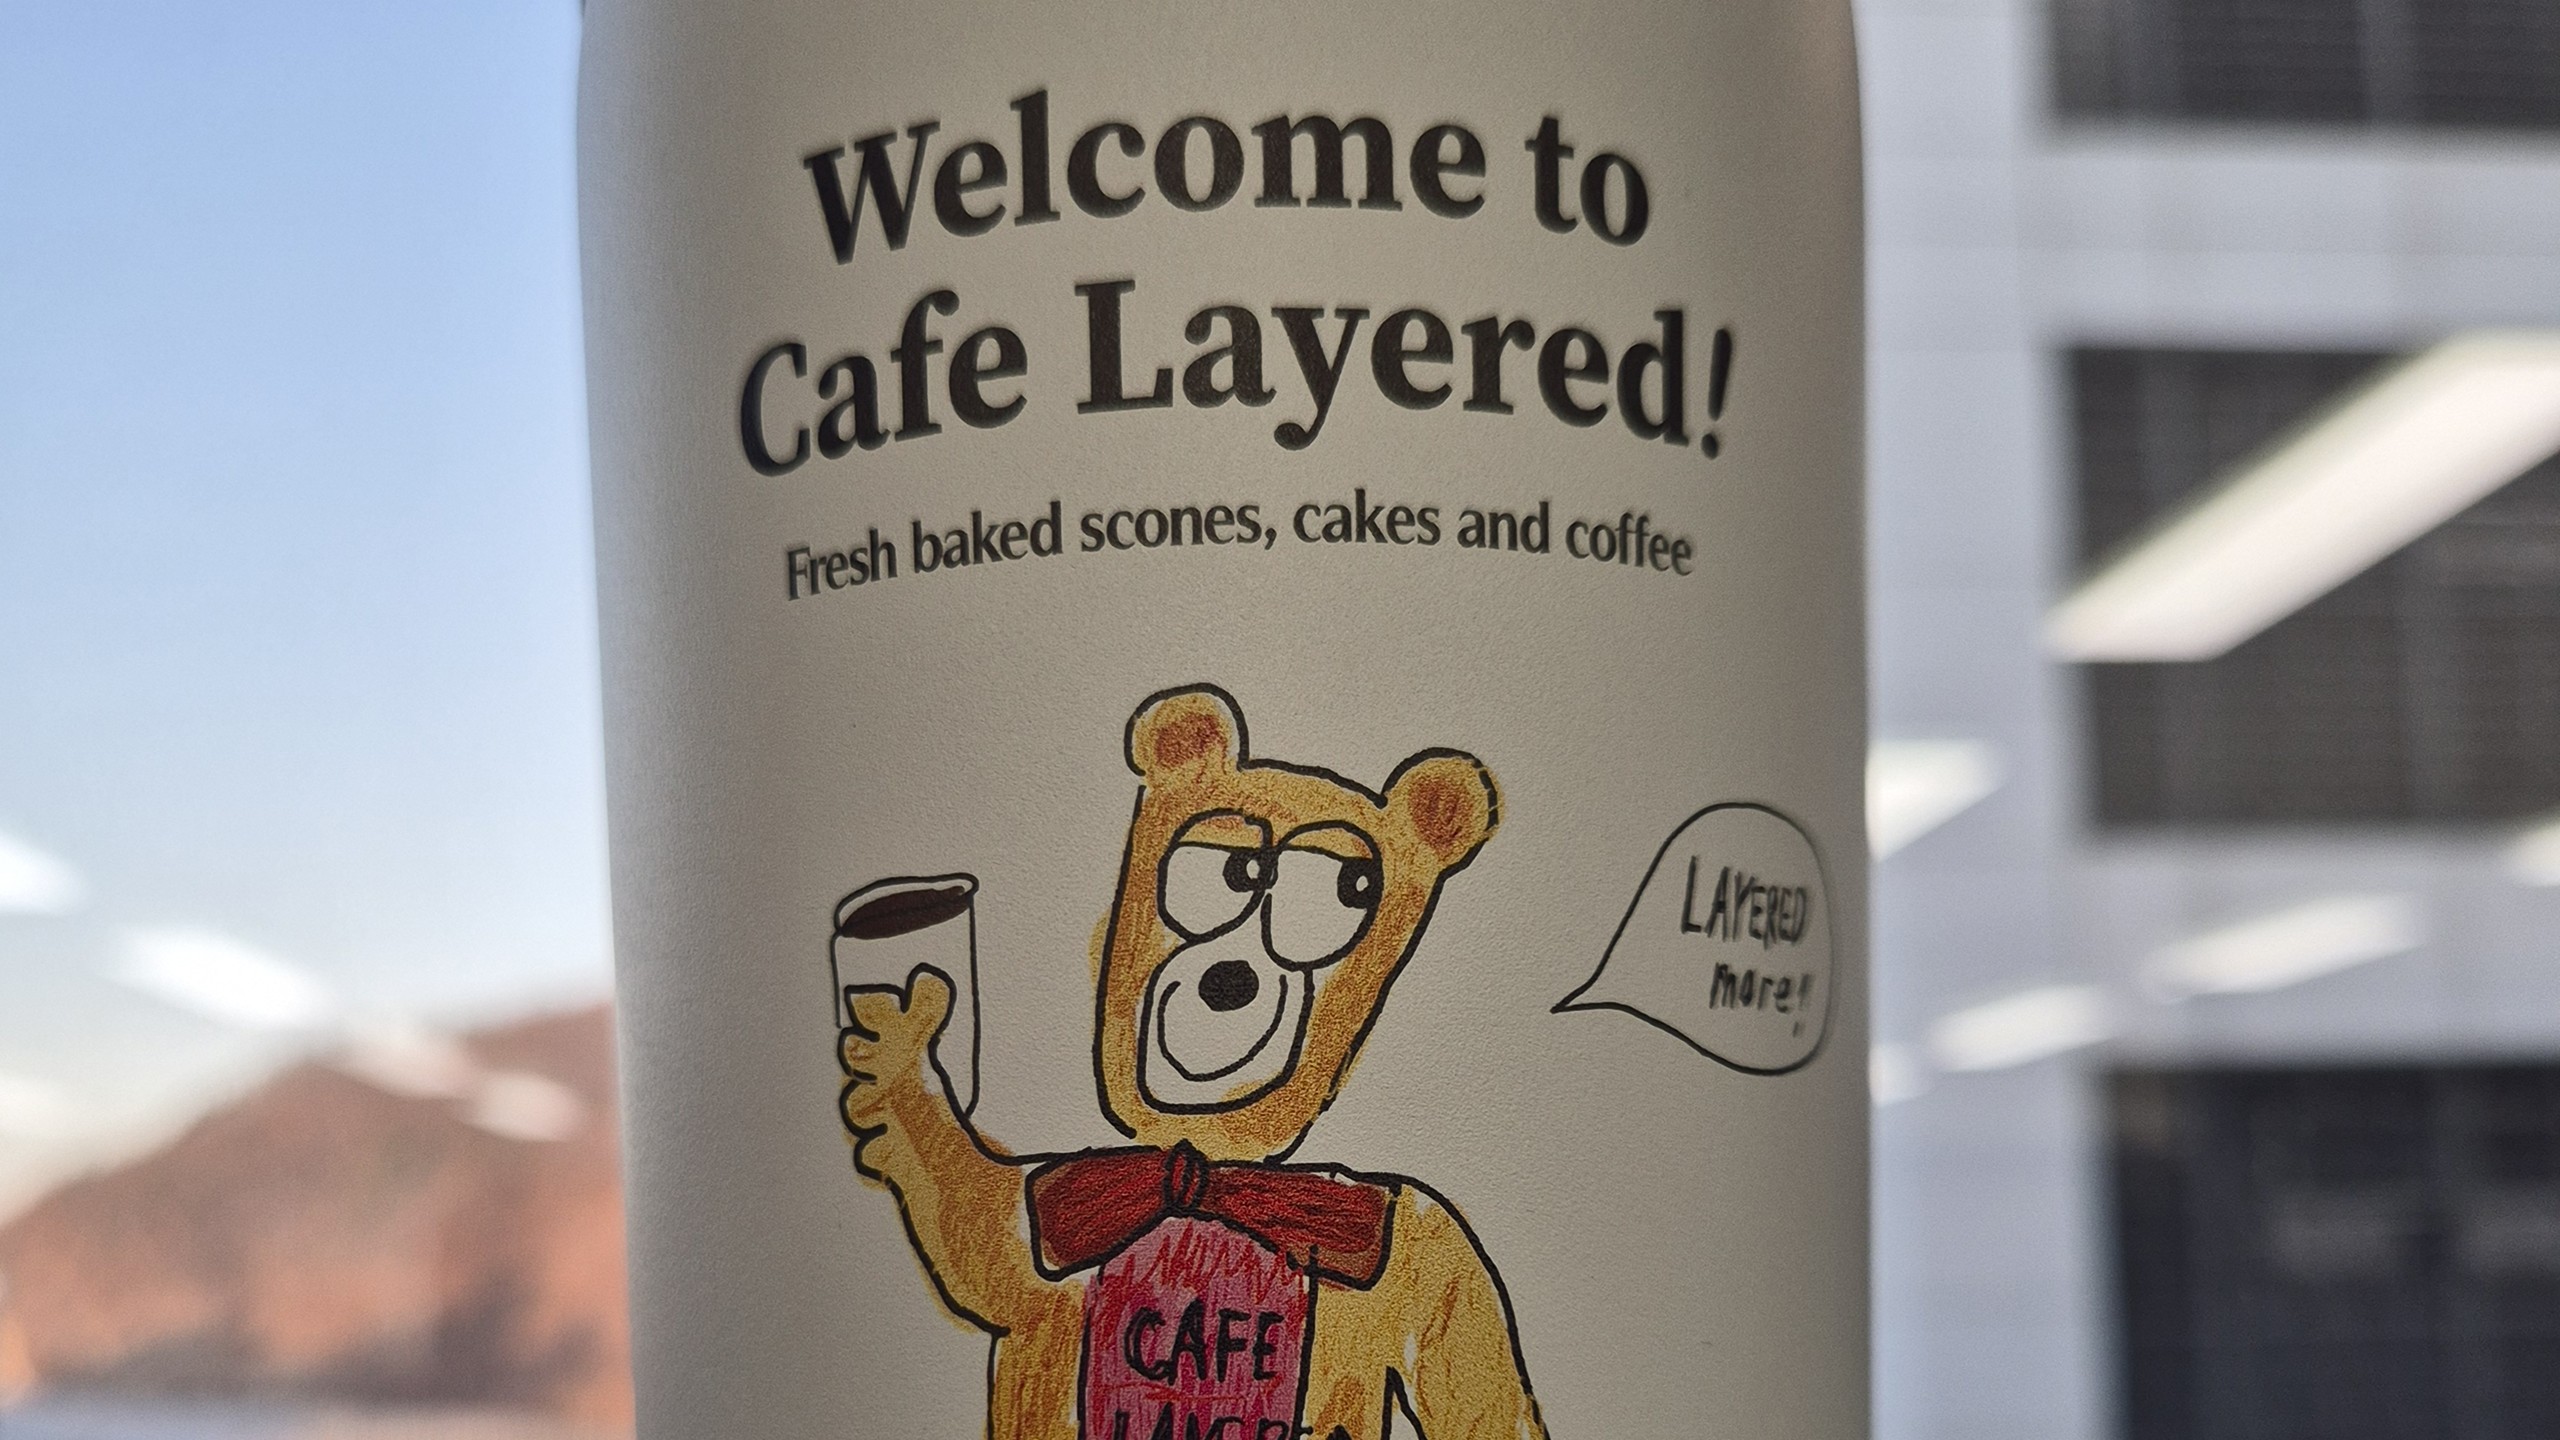 Welcome to
Cafe Layered!
Fresh baked scones, cakes and coffee
LAYERED
more!!
CAFE